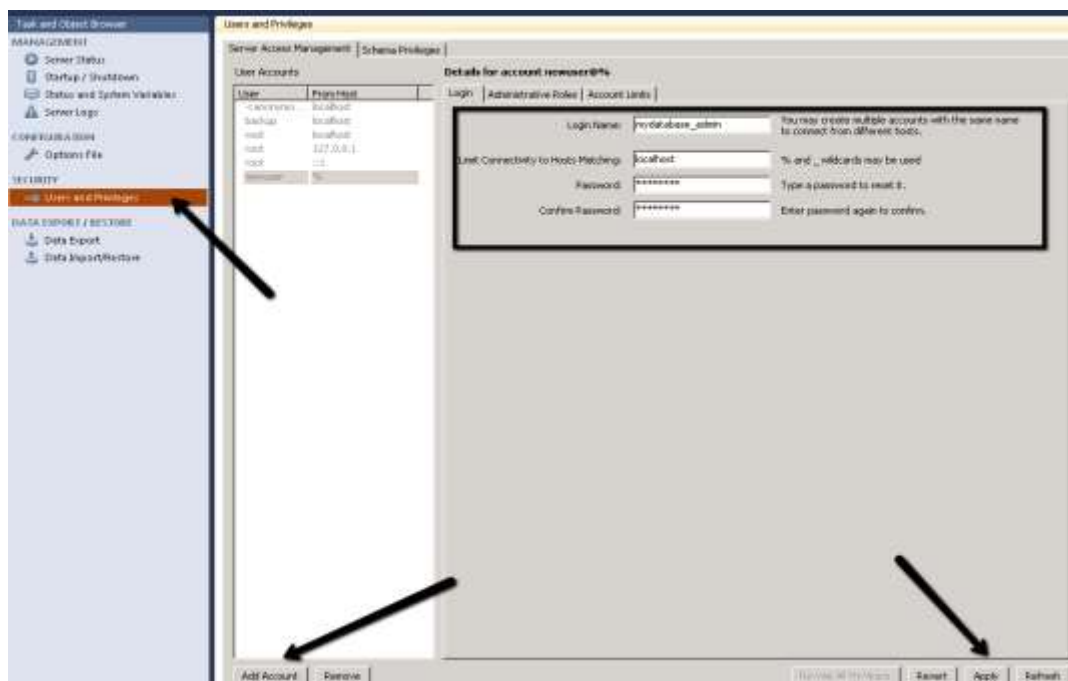 Task and Object Browser
MANAGEMENT
Server Status
Startup / Shutdown
Status and System Variables
Server Logs
CONFIGURATION
Options File
SECURITY
Users and Privileges
DATA EXPORT / RESTORE
Data Export
Data Import/Restore
Users and Privileges
Server Access Management
Schema Privileges
User Accounts
User From Host
localhost
backup localhost
root localhost
root 127.0.0.1
root ::1
newuser %
Add Account
Remove
Details for account newuser@%
Login
Administrative Roles
Account Limits
Login Name: mydatabase_admin
You may create multiple accounts with the same name
to connect from different hosts.
Limit Connectivity to Hosts Matching: localhost
% and _ wildcards may be used
Password: ********
Type a password to reset it.
Confirm Password: ********
Enter password again to confirm.
Revert
Apply
Refresh